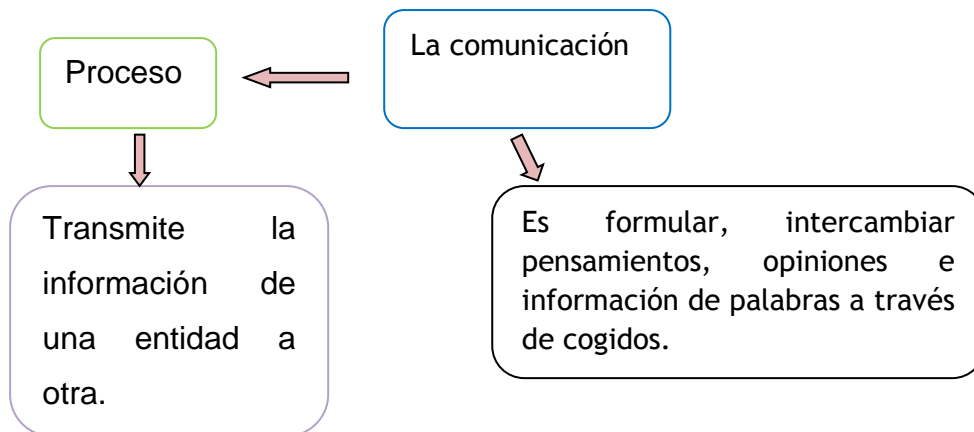 La comunicación
Proceso
Transmite la
información de
una entidad a
otra.
Es formular, intercambiar
pensamientos, opiniones e
información de palabras a través
de cogidos.